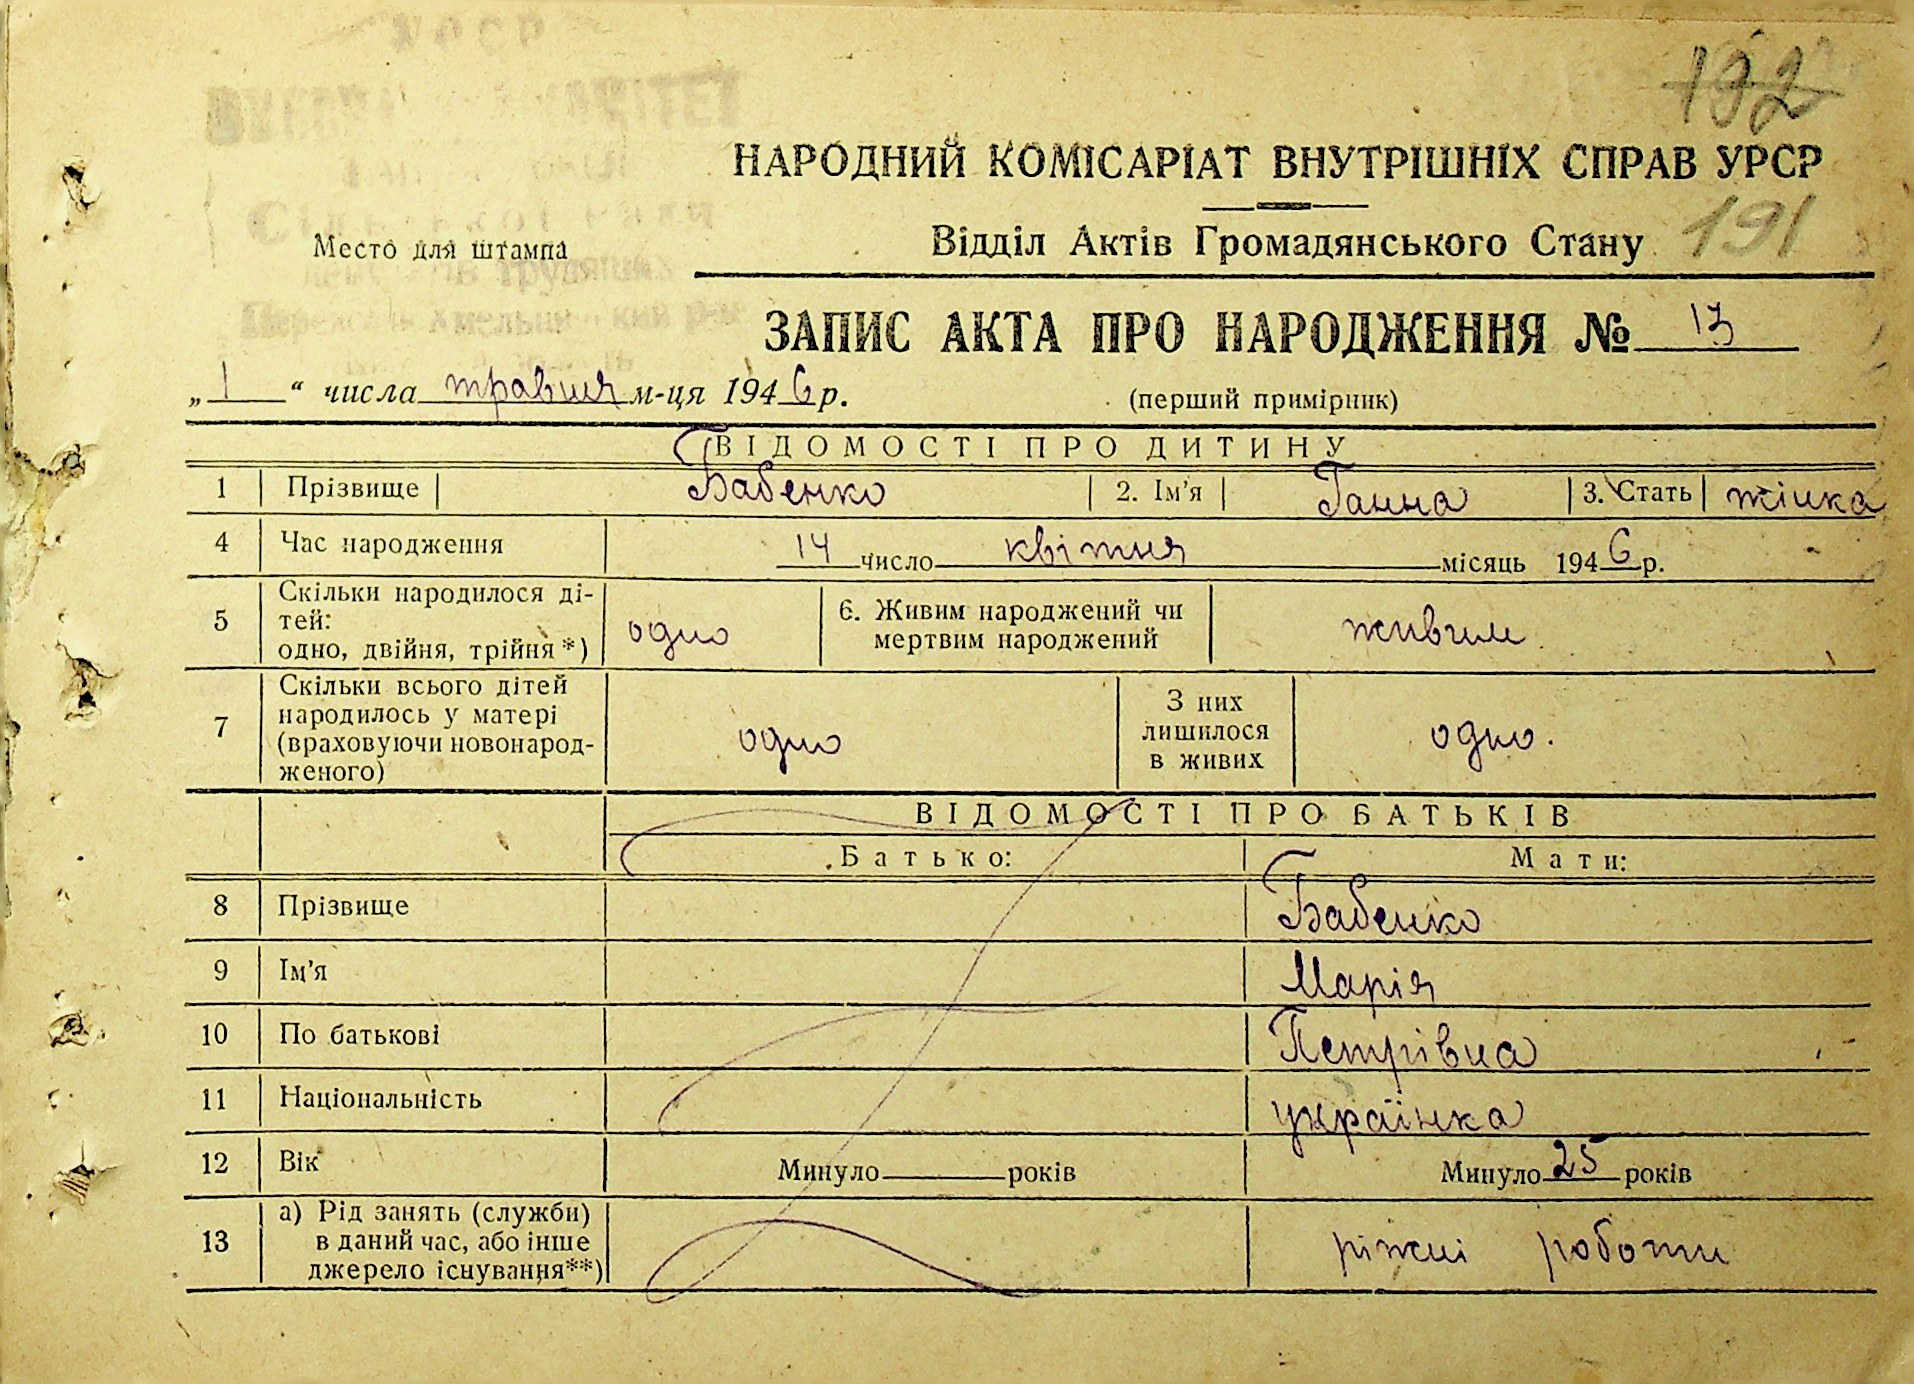 192
НАРОДНИЙ КОМІСАРІАТ ВНУТРІШНІХ СПРАВ УРСР
Место для штампа
Відділ Актів Громадянського Стану 191
ЗАПИС АКТА ПРО НАРОДЖЕННЯ № 13
„ 1 “ числа травня м-ця 1946 р. (перший примірник)
ВІДОМОСТІ ПРО ДИТИНУ
1 Прізвище Бабенко 2. Ім'я Ганна 3. Стать жінка
4 Час народження 14 число квітня місяць 1946 р.
5 Скільки народилося ді-
тей:
одно, двійня, трійня*) одно 6. Живим народжений чи
мертвим народжений живим
7 Скільки всього дітей
народилось у матері
(враховуючи новонарод-
женого) одно З них
лишилося
в живих одно.
ВІДОМОСТІ ПРО БАТЬКІВ
Батько: Мати:
8 Прізвище Бабенко
9 Ім'я Марія
10 По батькові Петрівна
11 Національність українка
12 Вік Минуло років Минуло 25 років
13 а) Рід занять (служби)
в даний час, або інше
джерело існування**) ріжні роботи